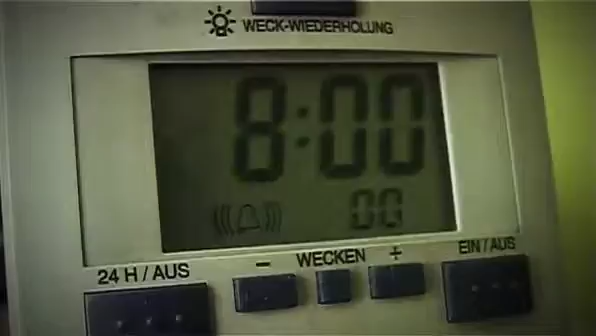 WECK-WIEDERHOLUNG
8:00
00
24 H / AUS
− WECKEN +
EIN / AUS